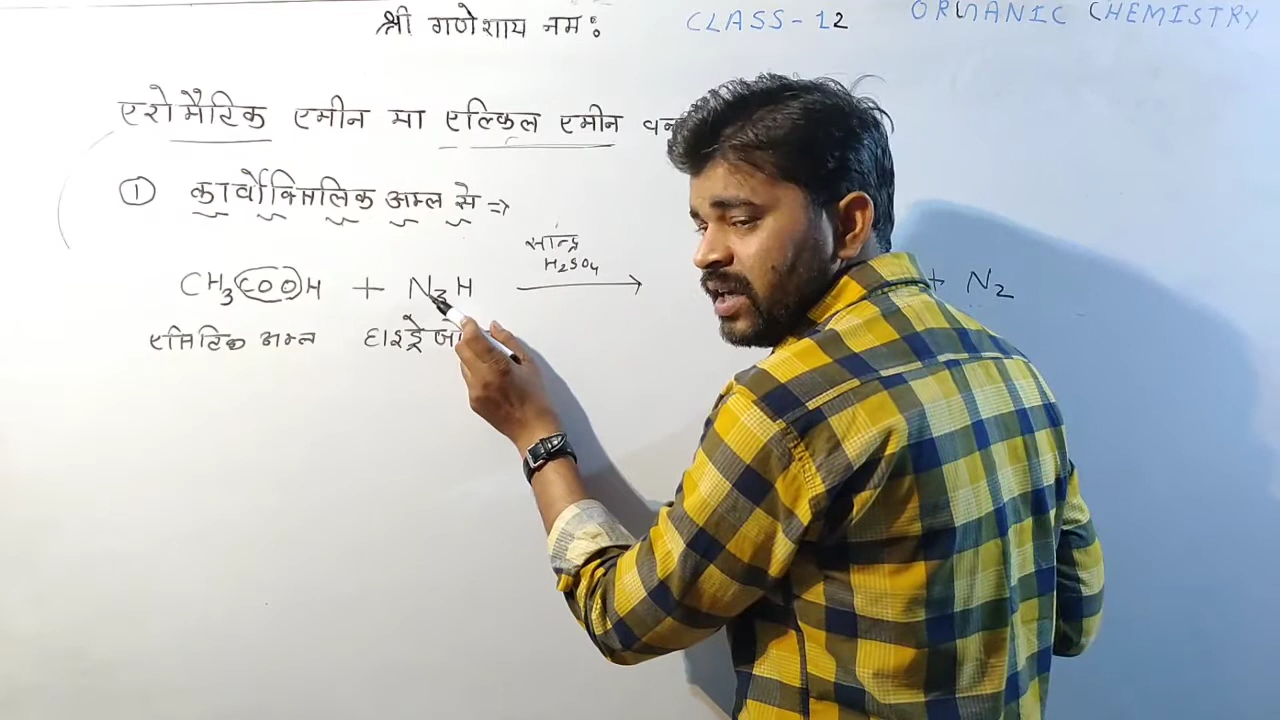 श्री गणेशाय नमः CLASS-12 ORGANIC CHEMISTRY
एरोमैटिक एमीन मा एल्किल एमीन
① कार्वोक्सिलिक अम्ल से ⇒
सान्द्र
H₂SO₄
CH₃COOH + N₃H ⟶ + N₂
एसिटिक अम्ल